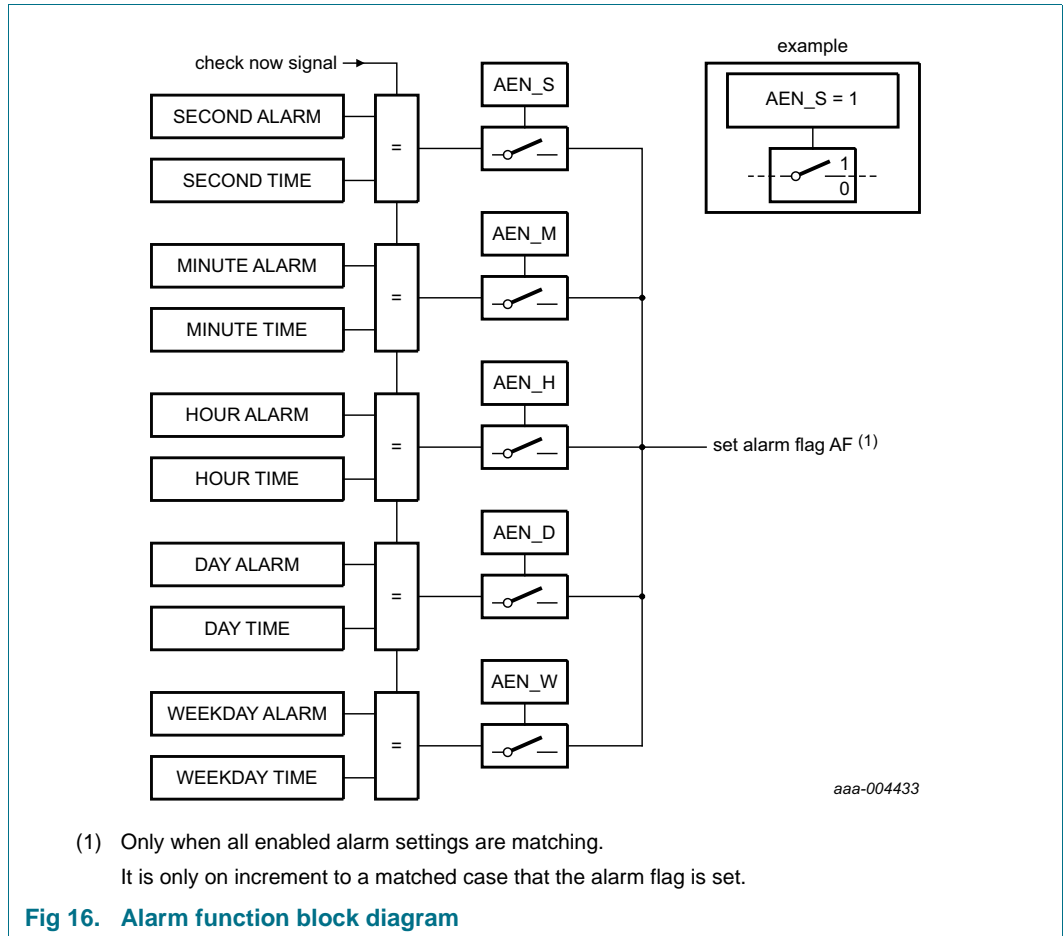 example
check now signal
AEN_S
AEN_S = 1
SECOND ALARM
=
1
0
SECOND TIME
AEN_M
MINUTE ALARM
=
MINUTE TIME
AEN_H
HOUR ALARM
=
set alarm flag AF (1)
HOUR TIME
AEN_D
DAY ALARM
=
DAY TIME
AEN_W
WEEKDAY ALARM
=
WEEKDAY TIME
aaa-004433
(1) Only when all enabled alarm settings are matching.
It is only on increment to a matched case that the alarm flag is set.
Fig 16. Alarm function block diagram